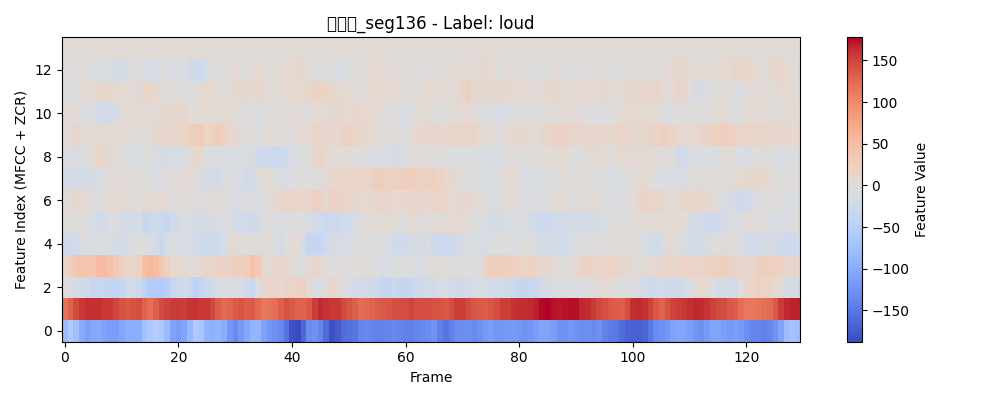 _seg136 - Label: loud
Feature Index (MFCC + ZCR)
12
10
8
6
4
2
0
0 20 40 60 80 100 120
Frame
150
100
50
0
−50
−100
−150
Feature Value